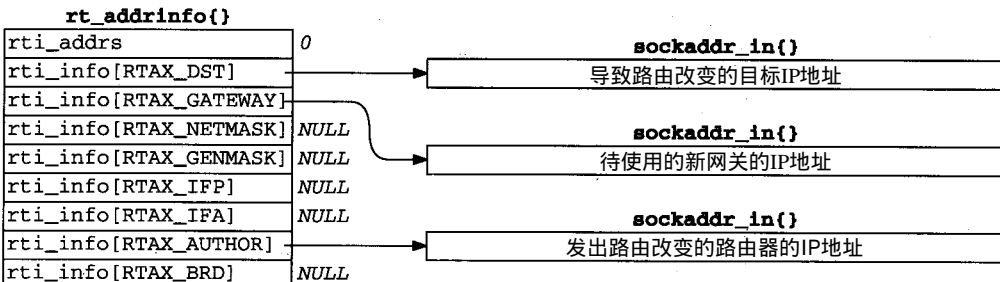 rt_addrinfo{}
rti_addrs 0
sockaddr_in{}
rti_info[RTAX_DST]
导致路由改变的目标IP地址
rti_info[RTAX_GATEWAY]
rti_info[RTAX_NETMASK] NULL
sockaddr_in{}
rti_info[RTAX_GENMASK] NULL
待使用的新网关的IP地址
rti_info[RTAX_IFP] NULL
rti_info[RTAX_IFA] NULL
sockaddr_in{}
rti_info[RTAX_AUTHOR]
发出路由改变的路由器的IP地址
rti_info[RTAX_BRD] NULL